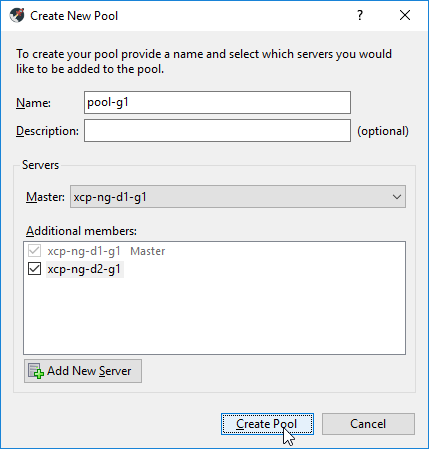 Create New Pool
To create your pool provide a name and select which servers you would
like to be added to the pool.
Name: pool-g1
Description: (optional)
Servers
Master: xcp-ng-d1-g1
Additional members:
xcp-ng-d1-g1 Master
xcp-ng-d2-g1
Add New Server
Create Pool Cancel